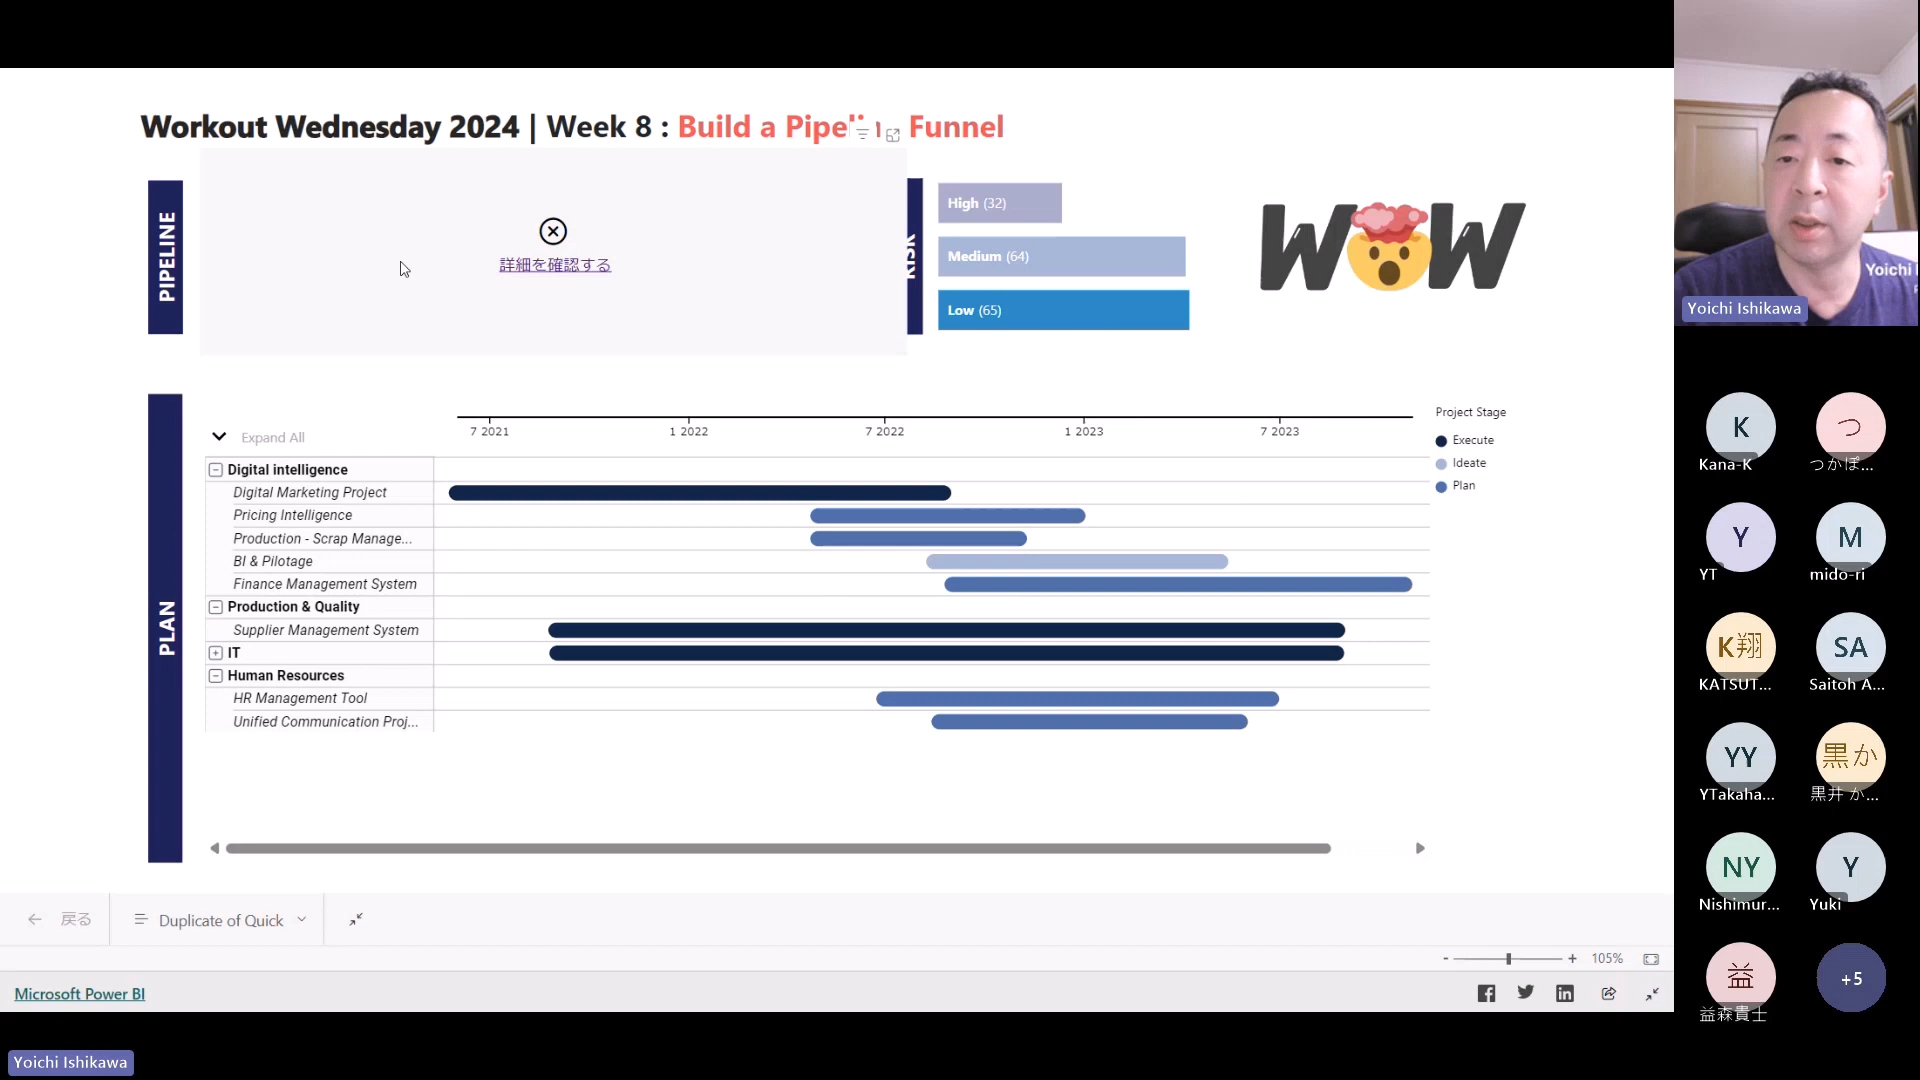 Workout Wednesday 2024 | Week 8 : Build a Pipeli Funnel
PIPELINE
詳細を確認する
RISK
High (32)
Medium (64)
Low (65)
WOW
Yoichi
Yoichi Ishikawa
PLAN
Expand All
7 2021
1 2022
7 2022
1 2023
7 2023
Project Stage
Execute
Ideate
Plan
Digital intelligence
Digital Marketing Project
Pricing Intelligence
Production - Scrap Manage...
BI & Pilotage
Finance Management System
Production & Quality
Supplier Management System
IT
Human Resources
HR Management Tool
Unified Communication Proj...
K
Kana-K
つ
つかぽ...
Y
YT
M
mido-ri
K翔
KATSUT...
SA
Saitoh A...
YY
YTakaha...
黒か
黒井 か...
NY
Nishimur...
Y
Yuki
益
益森貴士
+5
戻る
Duplicate of Quick
- + 105%
Microsoft Power BI
Yoichi Ishikawa